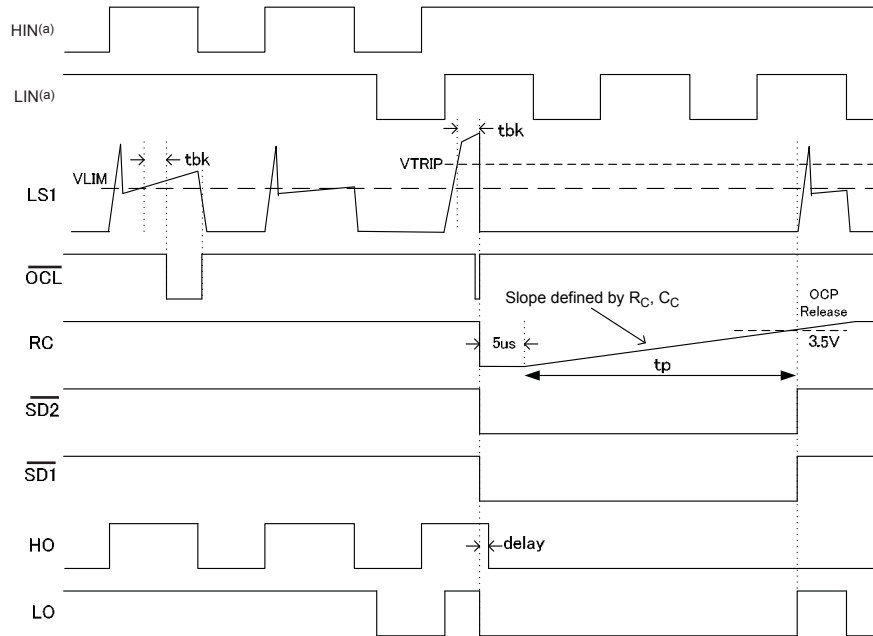 HIN(a)
LIN(a)
tbk
tbk
VLIM
VTRIP
LS1
OCL
Slope defined by RC, CC
OCP
Release
RC
5us
3.5V
tp
SD2
SD1
HO
delay
LO